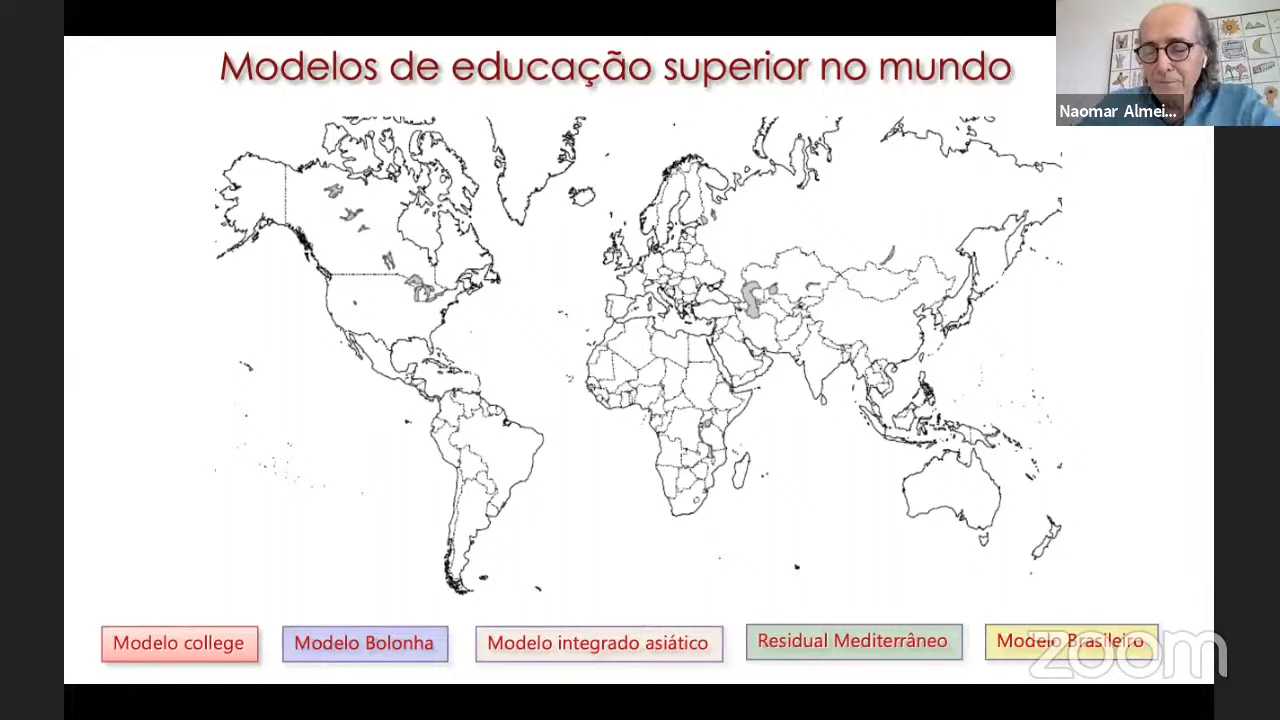 Modelos de educação superior no mundo
Naomar Almei...
Modelo college
Modelo Bolonha
Modelo integrado asiático
Residual Mediterrâneo
Modelo Brasileiro
zoom